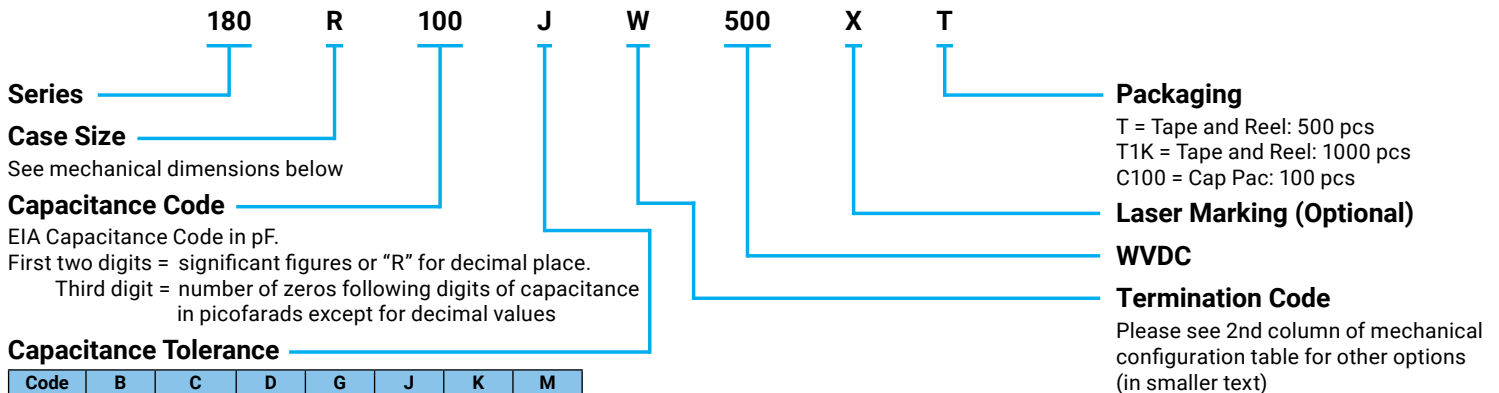 180 R 100 J W 500 X T
Series
Case Size
See mechanical dimensions below
Capacitance Code
EIA Capacitance Code in pF.
First two digits = significant figures or “R” for decimal place.
Third digit = number of zeros following digits of capacitance
in picofarads except for decimal values
Capacitance Tolerance
Code B C D G J K M
Packaging
T = Tape and Reel: 500 pcs
T1K = Tape and Reel: 1000 pcs
C100 = Cap Pac: 100 pcs
Laser Marking (Optional)
WVDC
Termination Code
Please see 2nd column of mechanical
configuration table for other options
(in smaller text)